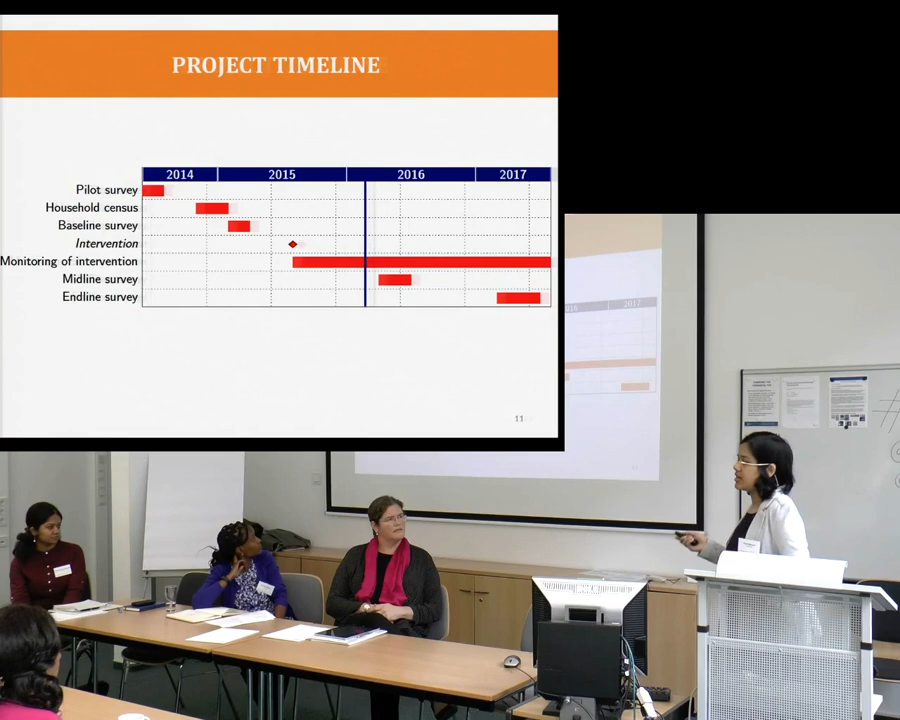 PROJECT TIMELINE
2014 2015 2016 2017
Pilot survey
Household census
Baseline survey
Intervention
Monitoring of intervention
Midline survey
Endline survey
11
2017